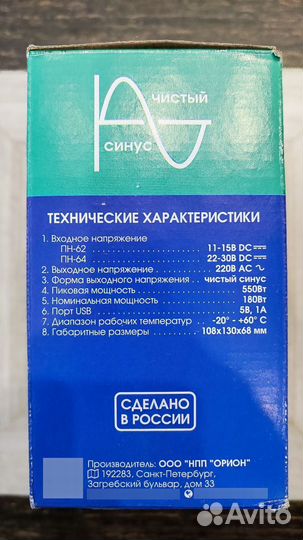 чистый
синус
ТЕХНИЧЕСКИЕ ХАРАКТЕРИСТИКИ
1. Входное напряжение
ПН-62 11-15В DC
ПН-64 22-30В DC
2. Выходное напряжение 220В AC ~
3. Форма выходного напряжения чистый синус
4. Пиковая мощность 550Вт
5. Номинальная мощность 180Вт
6. Порт USB 5В, 1А
7. Диапазон рабочих температур -20° - +60° С
8. Габаритные размеры 108х130х68 мм
СДЕЛАНО
В РОССИИ
Производитель: ООО "НПП "ОРИОН"
192283, Санкт-Петербург,
Загребский бульвар, дом 33
Avito